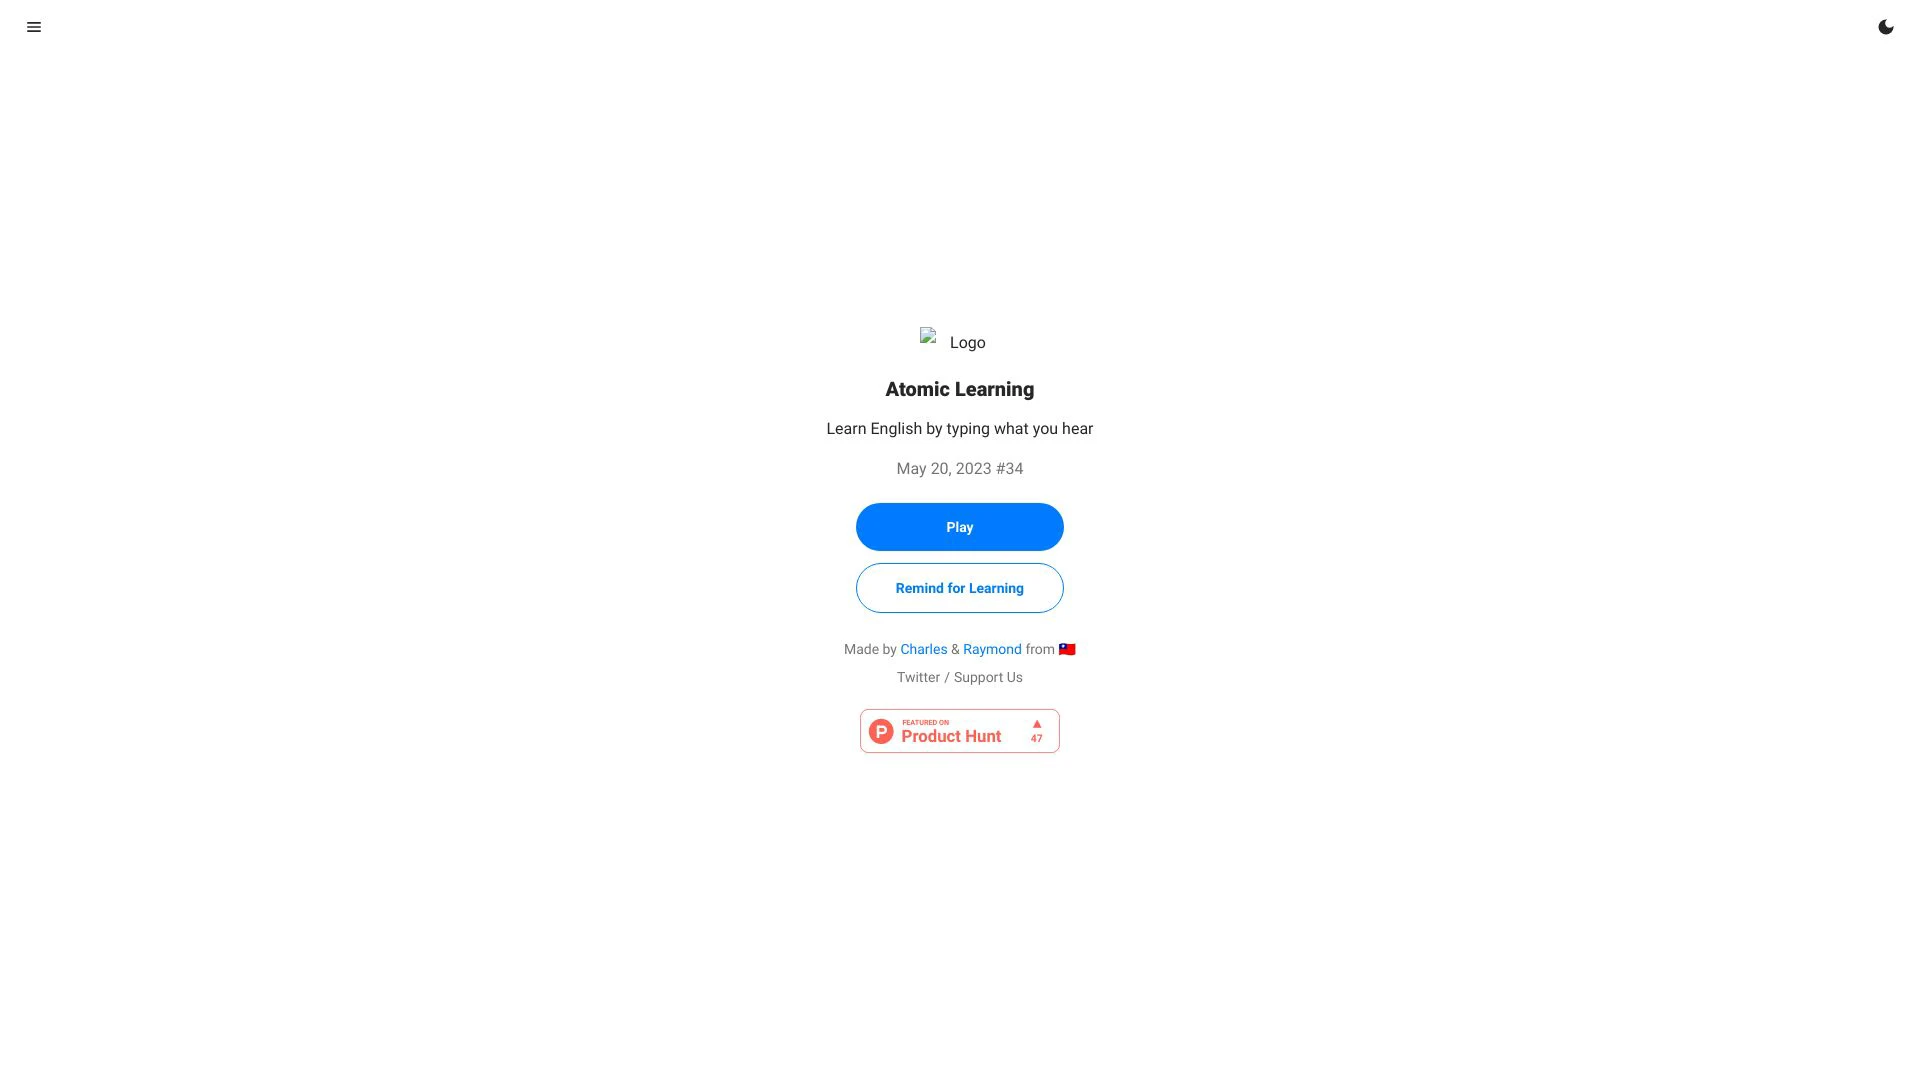 Logo
Atomic Learning
Learn English by typing what you hear
May 20, 2023 #34
Play
Remind for Learning
Made by Charles & Raymond from 🇹🇼
Twitter / Support Us
FEATURED ON
Product Hunt
47